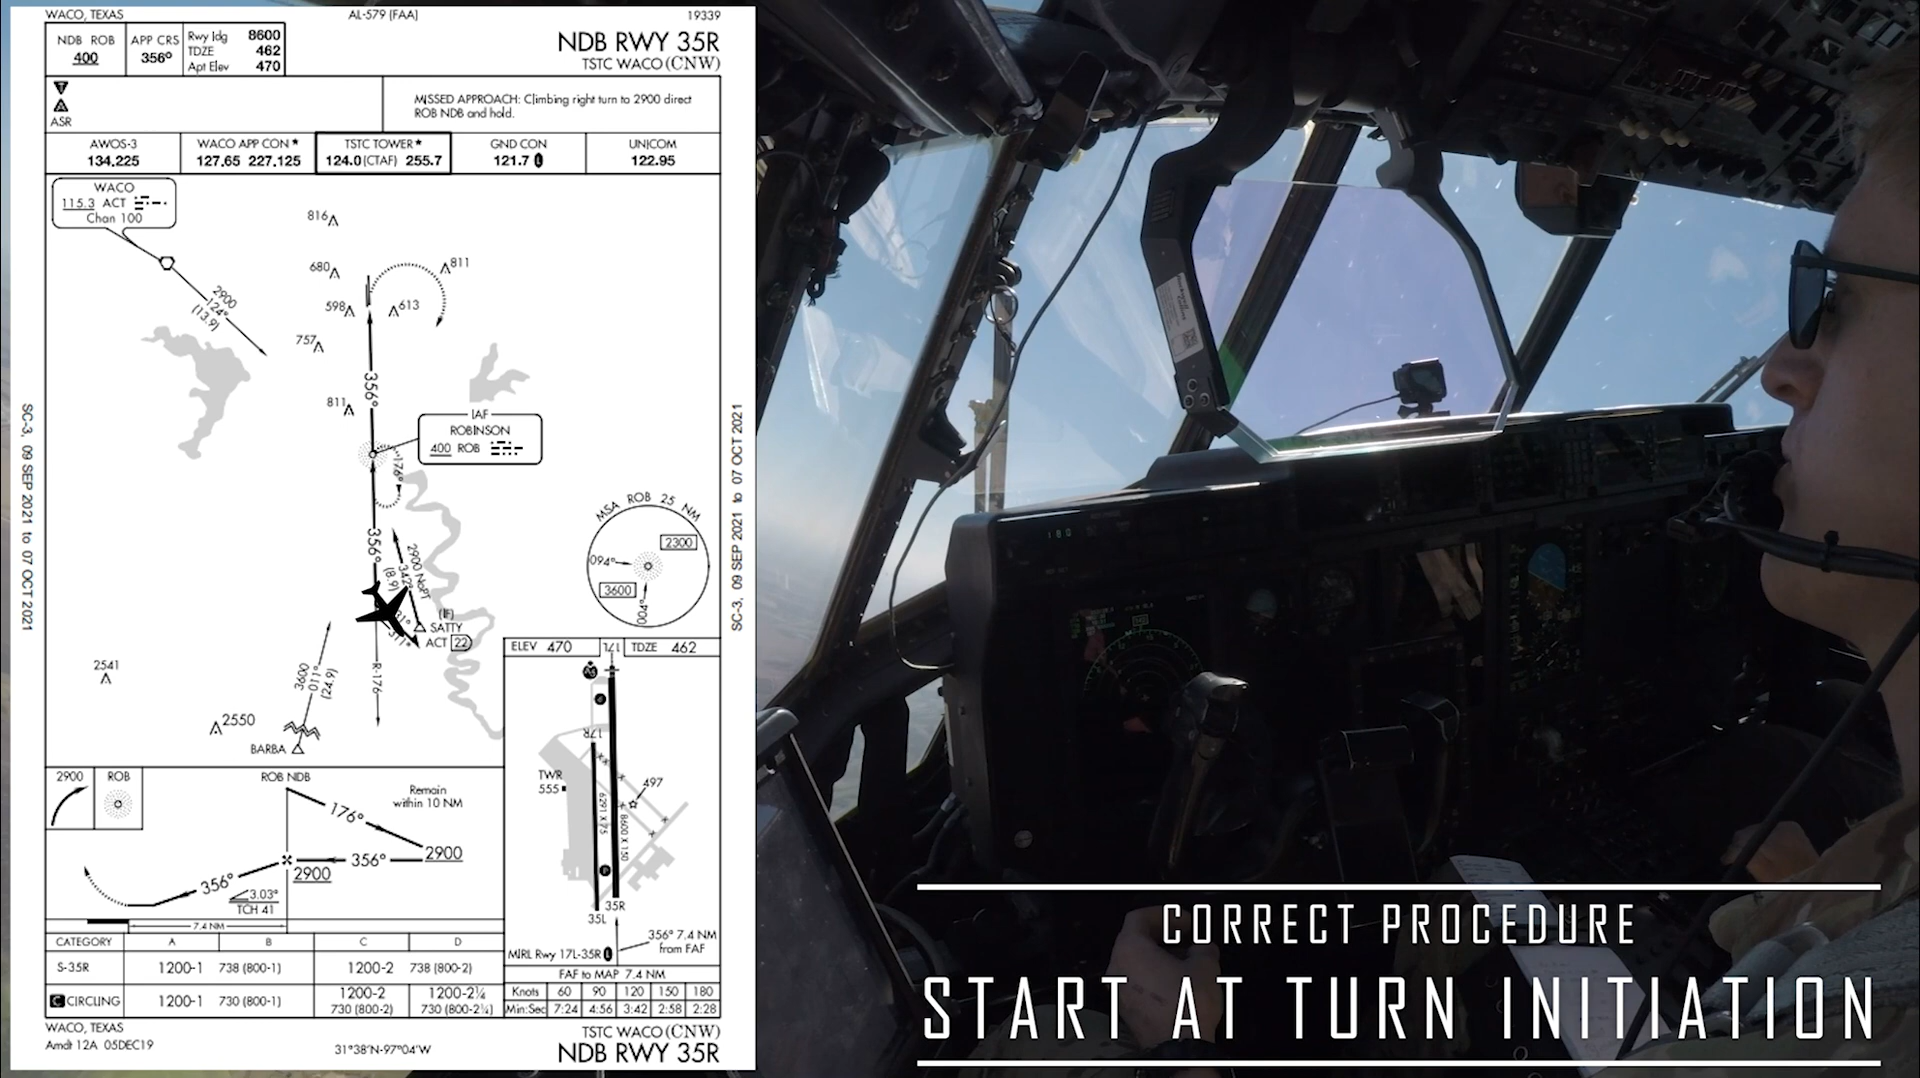 WACO, TEXAS
AL-579 (FAA)
19339
NDB ROB
400
APP CRS
356°
Rwy ldg 8600
TDZE 462
Apt Elev 470
NDB RWY 35R
TSTC WACO (CNW)
T
A
ASR
MISSED APPROACH: Climbing right turn to 2900 direct
ROB NDB and hold.
AWOS-3
134.225
WACO APP CON*
127.65 227.125
TSTC TOWER*
124.0 (CTAF) 255.7
GND CON
121.7 L
UNICOM
122.95
WACO
115.3 ACT
Chan 100
2900
124°
(13.9)
816
680
811
598
613
757
811
356°
IAF
ROBINSON
400 ROB
176°
356°
2900 NoPT
342°
(8.9)
311°
(IF)
SATTY
ACT 22
R-176
MSA ROB 25 NM
2300
094°
3600
004°
3600
011°
(24.9)
2541
2550
BARBA
SC-3, 09 SEP 2021 to 07 OCT 2021
SC-3, 09 SEP 2021 to 07 OCT 2021
ELEV 470
17L
TDZE 462
17R
TWR
555
497
6291 X 75
8600 X 150
35R
35L
356° 7.4 NM
from FAF
MIRL Rwy 17L-35R L
2900
ROB
ROB NDB
Remain
within 10 NM
176°
2900
356°
2900
356°
3.03°
TCH 41
7.4 NM
CATEGORY A B C D
S-35R 1200-1 738 (800-1) 1200-2 738 (800-2)
C CIRCLING 1200-1 730 (800-1) 1200-2 730 (800-2) 1200-2¼ 730 (800-2¼)
FAF to MAP 7.4 NM
Knots 60 90 120 150 180
Min:Sec 7:24 4:56 3:42 2:58 2:28
WACO, TEXAS
Amdt 12A 05DEC19
31°38'N-97°04'W
TSTC WACO (CNW)
NDB RWY 35R
Rockwell
Collins
CORRECT PROCEDURE
START AT TURN INITIATION